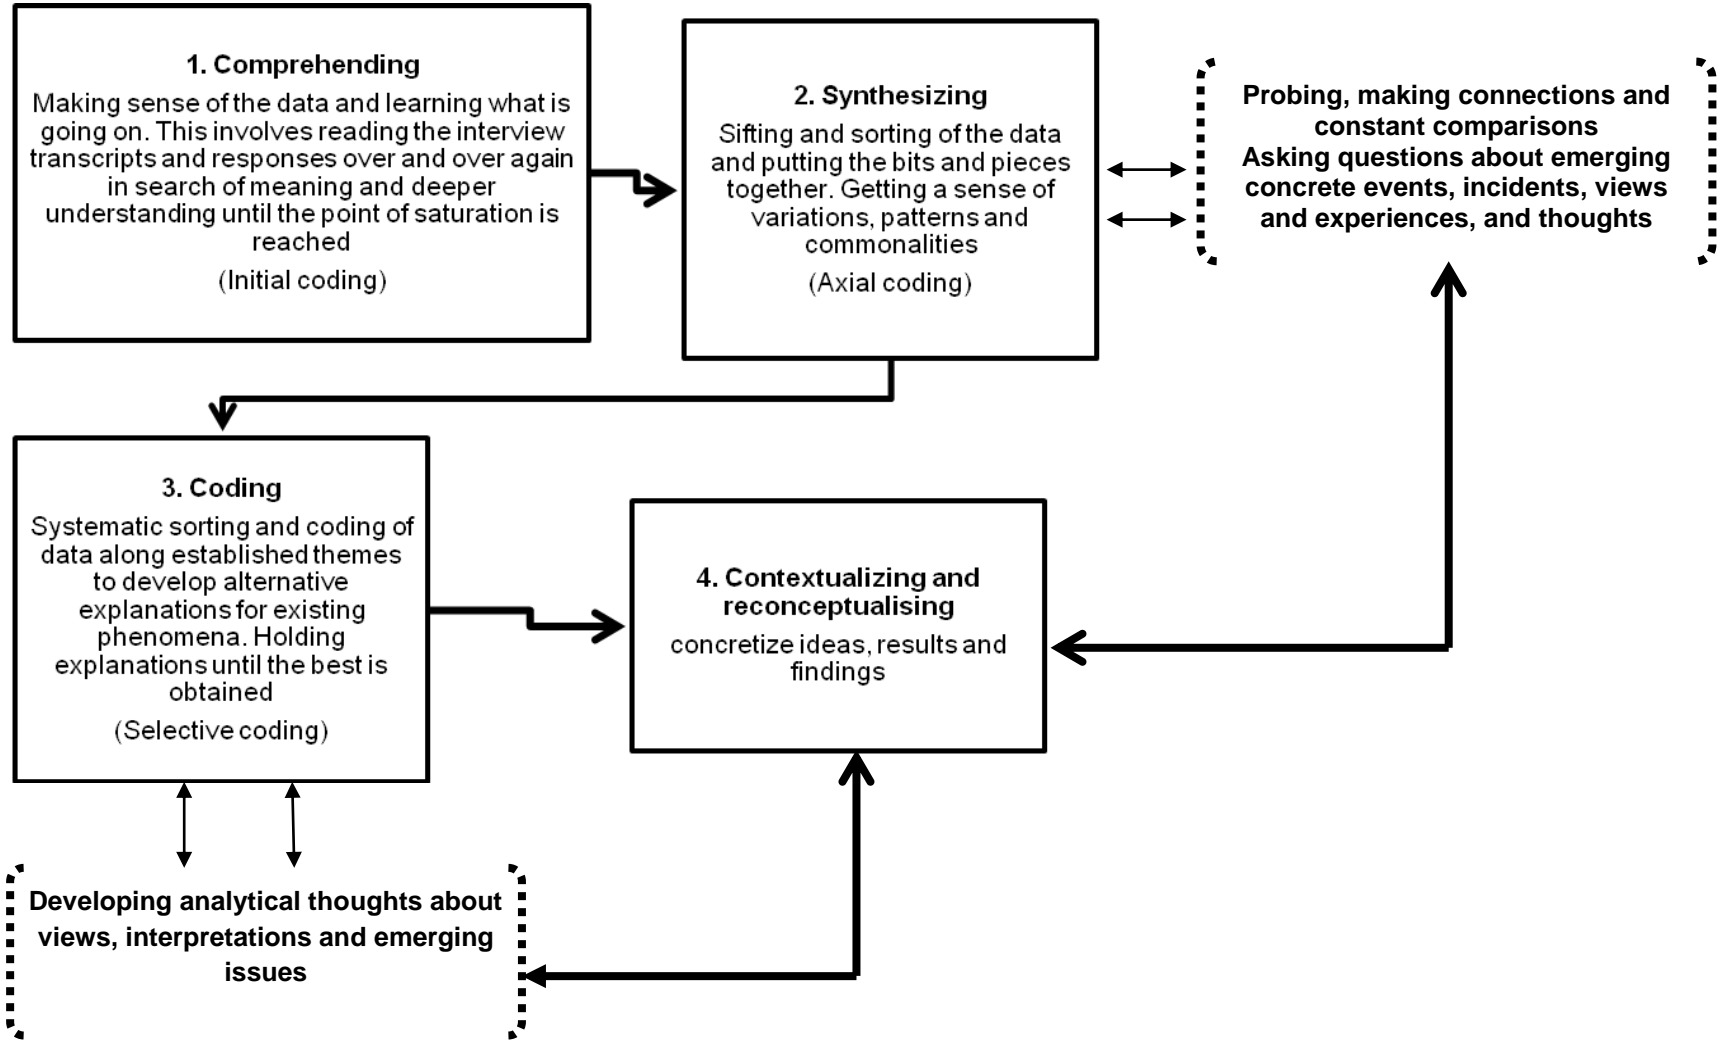 1. Comprehending
Making sense of the data and learning what is
going on. This involves reading the interview
transcripts and responses over and over again
in search of meaning and deeper
understanding until the point of saturation is
reached
(Initial coding)
2. Synthesizing
Sifting and sorting of the data
and putting the bits and pieces
together. Getting a sense of
variations, patterns and
commonalities
(Axial coding)
Probing, making connections and
constant comparisons
Asking questions about emerging
concrete events, incidents, views
and experiences, and thoughts
3. Coding
Systematic sorting and coding of
data along established themes
to develop alternative
explanations for existing
phenomena. Holding
explanations until the best is
obtained
(Selective coding)
4. Contextualizing and
reconceptualising
concretize ideas, results and
findings
Developing analytical thoughts about
views, interpretations and emerging
issues